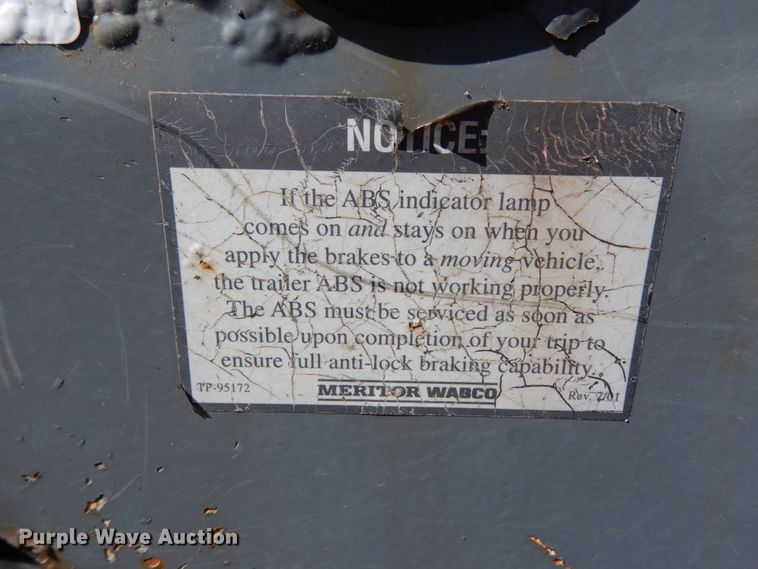 NOTICE:
If the ABS indicator lamp
comes on and stays on when you
apply the brakes to a moving vehicle,
the trailer ABS is not working properly.
The ABS must be serviced as soon as
possible upon completion of your trip to
ensure full anti-lock braking capability.
TP-95172 MERITOR WABCO Rev. 7/01
Purple Wave Auction